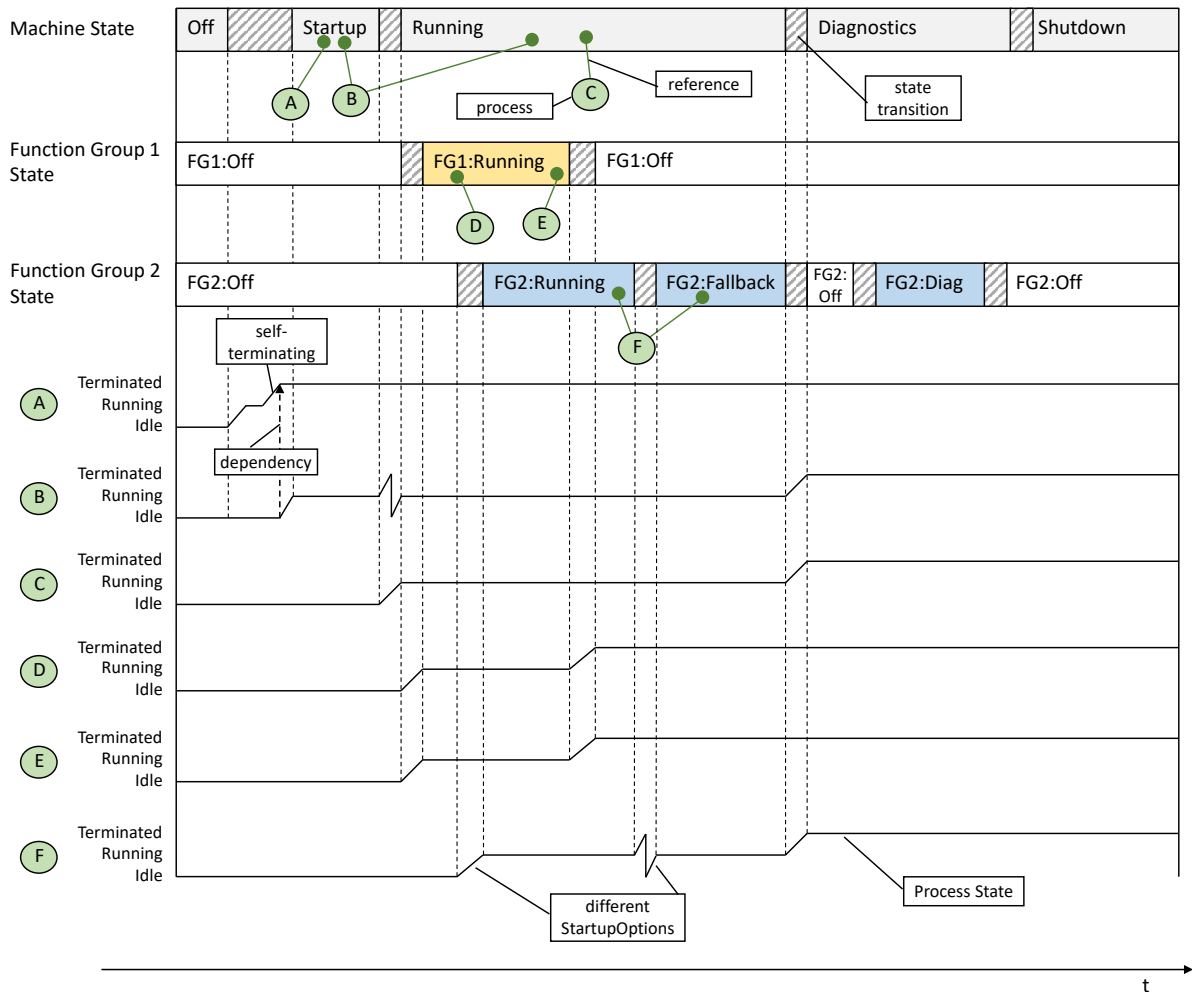 Machine State
Off
Startup
Running
Diagnostics
Shutdown
A
B
process
C
reference
state
transition
Function Group 1
State
FG1:Off
FG1:Running
FG1:Off
D
E
Function Group 2
State
FG2:Off
FG2:Running
FG2:Fallback
FG2:
Off
FG2:Diag
FG2:Off
F
self-
terminating
A
Terminated
Running
Idle
dependency
B
Terminated
Running
Idle
C
Terminated
Running
Idle
D
Terminated
Running
Idle
E
Terminated
Running
Idle
F
Terminated
Running
Idle
different
StartupOptions
Process State
t